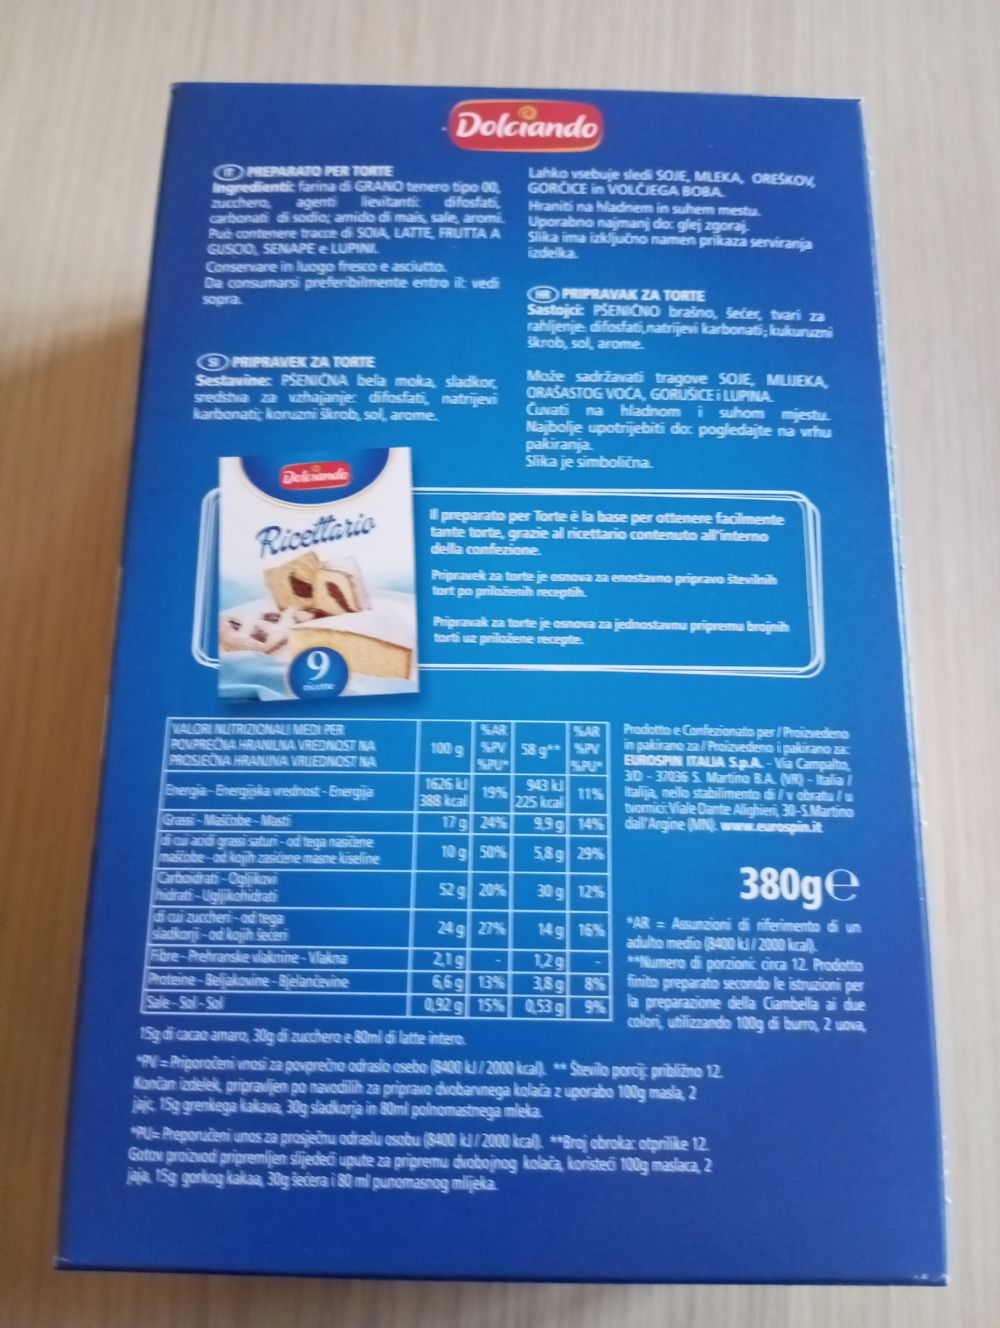 Dolciando
IT PREPARATO PER TORTE
Ingredienti: farina di GRANO tenero tipo 00,
zucchero, agenti lievitanti: difosfati,
carbonati di sodio; amido di mais, sale, aromi.
Può contenere tracce di SOIA, LATTE, FRUTTA A
GUSCIO, SENAPE e LUPINI.
Conservare in luogo fresco e asciutto.
Da consumarsi preferibilmente entro il: vedi
sopra.
SI PRIPRAVEK ZA TORTE
Sestavine: PŠENIČNA bela moka, sladkor,
sredstva za vzhajanje: difosfati, natrijevi
karbonati; koruzni škrob, sol, arome.
Lahko vsebuje sledi SOJE, MLEKA, OREŠKOV,
GORČICE in VOLČJEGA BOBA.
Hraniti na hladnem in suhem mestu.
Uporabno najmanj do: glej zgoraj.
Slika ima izključno namen prikaza serviranja
izdelka.
HR PRIPRAVAK ZA TORTE
Sastojci: PŠENIČNO brašno, šećer, tvari za
rahljenje: difosfati,natrijevi karbonati; kukuruzni
škrob, sol, arome.
Može sadržavati tragove SOJE, MLIJEKA,
ORAŠASTOG VOĆA, GORUŠICE i LUPINA.
Čuvati na hladnom i suhom mjestu.
Najbolje upotrijebiti do: pogledajte na vrhu
pakiranja.
Slika je simbolična.
Dolciando
Ricettario
9
ricette
Il preparato per Torte è la base per ottenere facilmente
tante torte, grazie al ricettario contenuto all'interno
della confezione.
Pripravek za torte je osnova za enostavno pripravo številnih
tort po priloženih receptih.
Pripravak za torte je osnova za jednostavnu pripremu brojnih
torti uz priložene recepte.
VALORI NUTRIZIONALI MEDI PER
POVPREČNA HRANILNA VREDNOST NA
PROSJEČNA HRANJIVA VRIJEDNOST NA
100 g %AR %PV %PU* 58 g** %AR %PV %PU*
Energia - Energijska vrednost - Energija 1626 kJ 388 kcal 19% 943 kJ 225 kcal 11%
Grassi - Maščobe - Masti 17 g 24% 9,9 g 14%
di cui acidi grassi saturi - od tega nasičene
maščobe - od kojih zasićene masne kiseline 10 g 50% 5,8 g 29%
Carboidrati - Ogljikovi
hidrati - Ugljikohidrati 52 g 20% 30 g 12%
di cui zuccheri - od tega
sladkorji - od kojih šećeri 24 g 27% 14 g 16%
Fibre - Prehranske vlaknine - Vlakna 2,1 g - 1,2 g -
Proteine - Beljakovine - Bjelančevine 6,6 g 13% 3,8 g 8%
Sale - Sol - Sol 0,92 g 15% 0,53 g 9%
Prodotto e Confezionato per / Proizvedeno
in pakirano za / Proizvedeno i pakirano za:
EUROSPIN ITALIA S.p.A. - Via Campalto,
3/D - 37036 S. Martino B.A. (VR) - Italia /
Italija, nello stabilimento di / v obratu / u
tvornici: Viale Dante Alighieri, 30-S.Martino
dall'Argine (MN). www.eurospin.it
380g e
*AR = Assunzioni di riferimento di un
adulto medio (8400 kJ / 2000 kcal).
**Numero di porzioni: circa 12. Prodotto
finito preparato secondo le istruzioni per
la preparazione della Ciambella ai due
colori, utilizzando 100g di burro, 2 uova,
15g di cacao amaro, 30g di zucchero e 80ml di latte intero.
*PV = Priporočeni vnosi za povprečno odraslo osebo (8400 kJ / 2000 kcal). ** Število porcij: približno 12.
Končan izdelek, pripravljen po navodilih za pripravo dvobarvnega kolača z uporabo 100g masla, 2
jajc, 15g grenkega kakava, 30g sladkorja in 80ml polnomastnega mleka.
*PU= Preporučeni unos za prosječnu odraslu osobu (8400 kJ / 2000 kcal). **Broj obroka: otprilike 12.
Gotov proizvod pripremljen slijedeći upute za pripremu dvobojnog kolača, koristeći 100g maslaca, 2
jaja, 15g gorkog kakaa, 30g šećera i 80 ml punomasnog mlijeka.